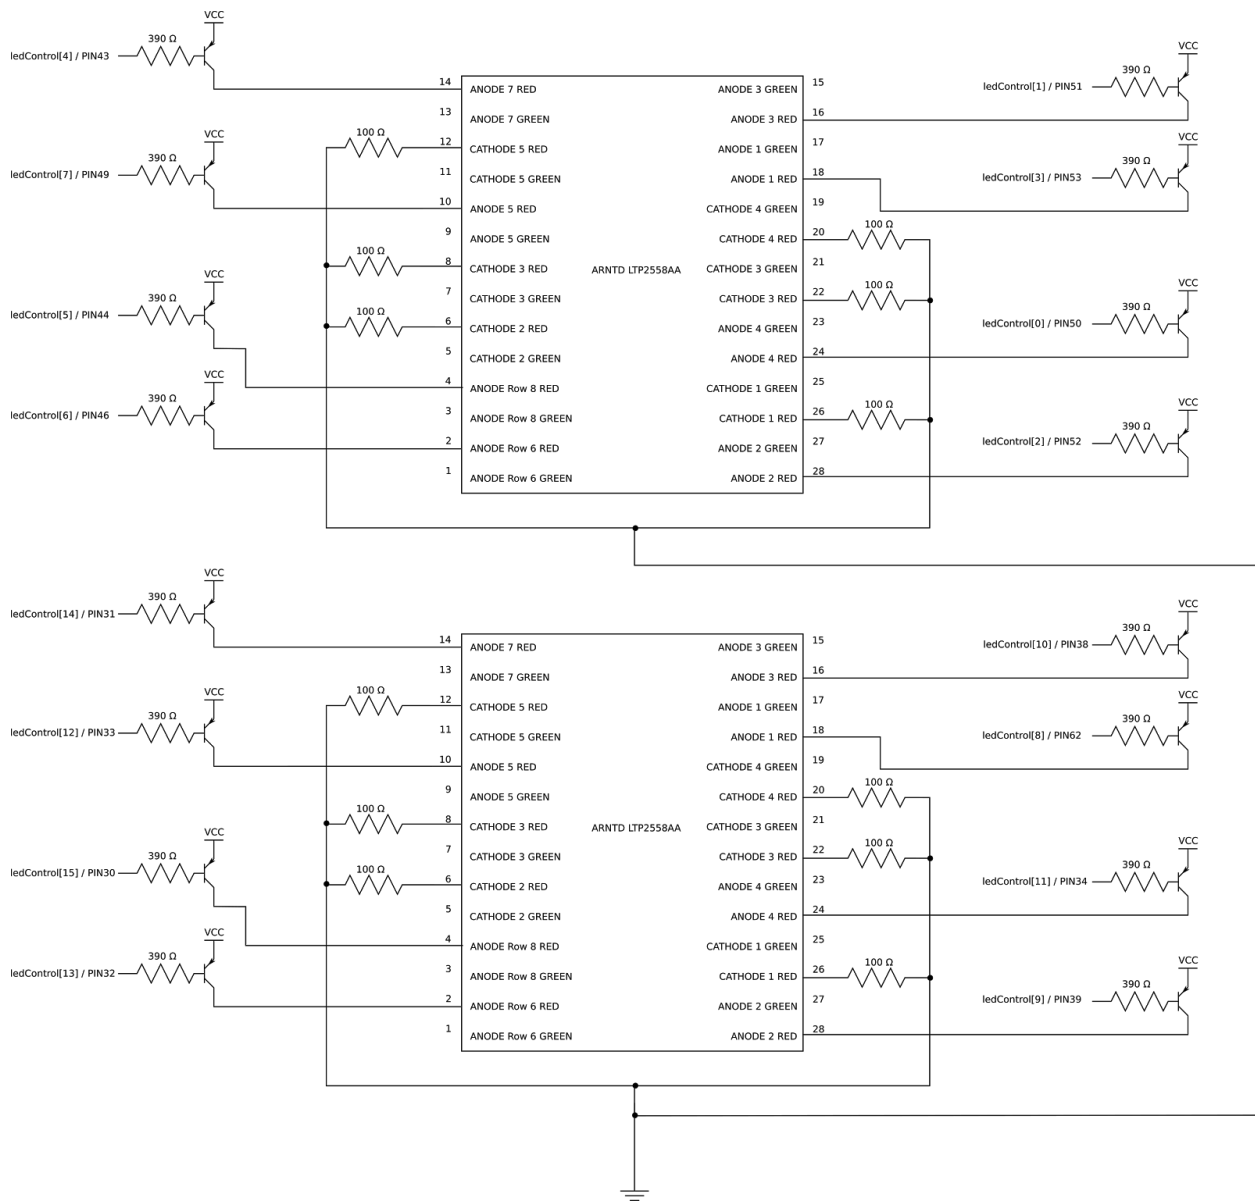 VCC
390 Ω
ledControl[4] / PIN43
VCC
390 Ω
ledControl[7] / PIN49
VCC
390 Ω
ledControl[5] / PIN44
VCC
390 Ω
ledControl[6] / PIN46
100 Ω
100 Ω
100 Ω
14 ANODE 7 RED
13 ANODE 7 GREEN
12 CATHODE 5 RED
11 CATHODE 5 GREEN
10 ANODE 5 RED
9 ANODE 5 GREEN
8 CATHODE 3 RED
7 CATHODE 3 GREEN
6 CATHODE 2 RED
5 CATHODE 2 GREEN
4 ANODE Row 8 RED
3 ANODE Row 8 GREEN
2 ANODE Row 6 RED
1 ANODE Row 6 GREEN
ARNTD LTP2558AA
ANODE 3 GREEN 15
ANODE 3 RED 16
ANODE 1 GREEN 17
ANODE 1 RED 18
CATHODE 4 GREEN 19
CATHODE 4 RED 20
CATHODE 3 GREEN 21
CATHODE 3 RED 22
ANODE 4 GREEN 23
ANODE 4 RED 24
CATHODE 1 GREEN 25
CATHODE 1 RED 26
ANODE 2 GREEN 27
ANODE 2 RED 28
100 Ω
100 Ω
100 Ω
VCC
390 Ω
ledControl[1] / PIN51
VCC
390 Ω
ledControl[3] / PIN53
VCC
390 Ω
ledControl[0] / PIN50
VCC
390 Ω
ledControl[2] / PIN52
VCC
390 Ω
ledControl[14] / PIN31
VCC
390 Ω
ledControl[12] / PIN33
VCC
390 Ω
ledControl[15] / PIN30
VCC
390 Ω
ledControl[13] / PIN32
100 Ω
100 Ω
100 Ω
14 ANODE 7 RED
13 ANODE 7 GREEN
12 CATHODE 5 RED
11 CATHODE 5 GREEN
10 ANODE 5 RED
9 ANODE 5 GREEN
8 CATHODE 3 RED
7 CATHODE 3 GREEN
6 CATHODE 2 RED
5 CATHODE 2 GREEN
4 ANODE Row 8 RED
3 ANODE Row 8 GREEN
2 ANODE Row 6 RED
1 ANODE Row 6 GREEN
ARNTD LTP2558AA
ANODE 3 GREEN 15
ANODE 3 RED 16
ANODE 1 GREEN 17
ANODE 1 RED 18
CATHODE 4 GREEN 19
CATHODE 4 RED 20
CATHODE 3 GREEN 21
CATHODE 3 RED 22
ANODE 4 GREEN 23
ANODE 4 RED 24
CATHODE 1 GREEN 25
CATHODE 1 RED 26
ANODE 2 GREEN 27
ANODE 2 RED 28
100 Ω
100 Ω
100 Ω
VCC
390 Ω
ledControl[10] / PIN38
VCC
390 Ω
ledControl[8] / PIN62
VCC
390 Ω
ledControl[11] / PIN34
VCC
390 Ω
ledControl[9] / PIN39